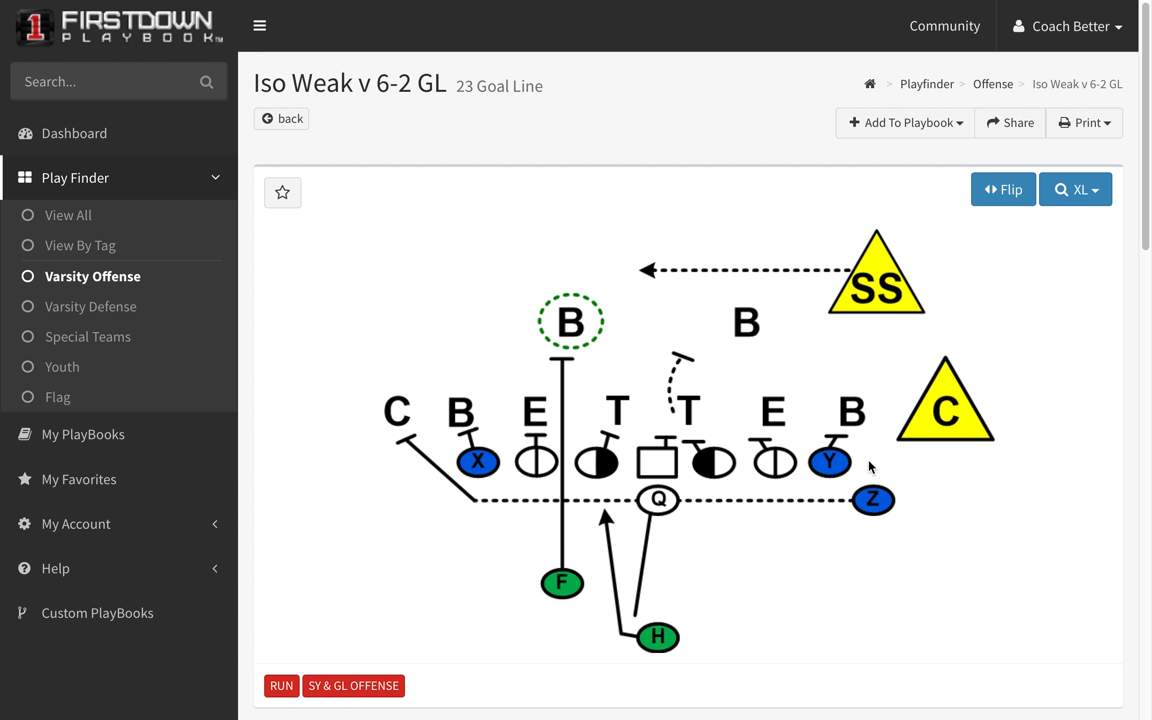 1 FIRSTDOWN
PLAYBOOK™
Community
Coach Better
Search...
Iso Weak v 6-2 GL 23 Goal Line
> Playfinder > Offense > Iso Weak v 6-2 GL
back
Add To Playbook
Share
Print
Dashboard
Play Finder
View All
View By Tag
Varsity Offense
Varsity Defense
Special Teams
Youth
Flag
My PlayBooks
My Favorites
My Account
Help
Custom PlayBooks
Flip
XL
SS
B B
C B E T T E B C
X Y
Q Z
F
H
RUN SY & GL OFFENSE